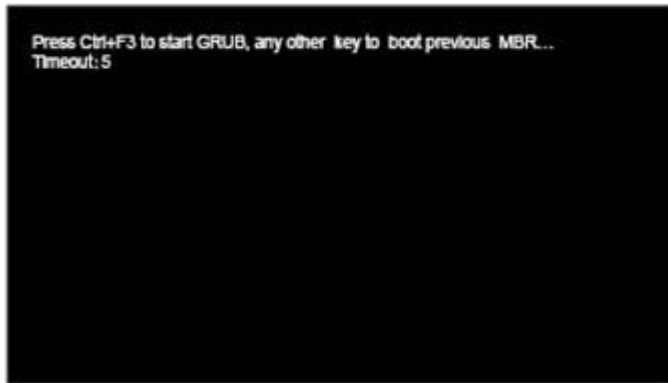 Press Ctrl+F3 to start GRUB, any other key to boot previous MBR...
Timeout: 5